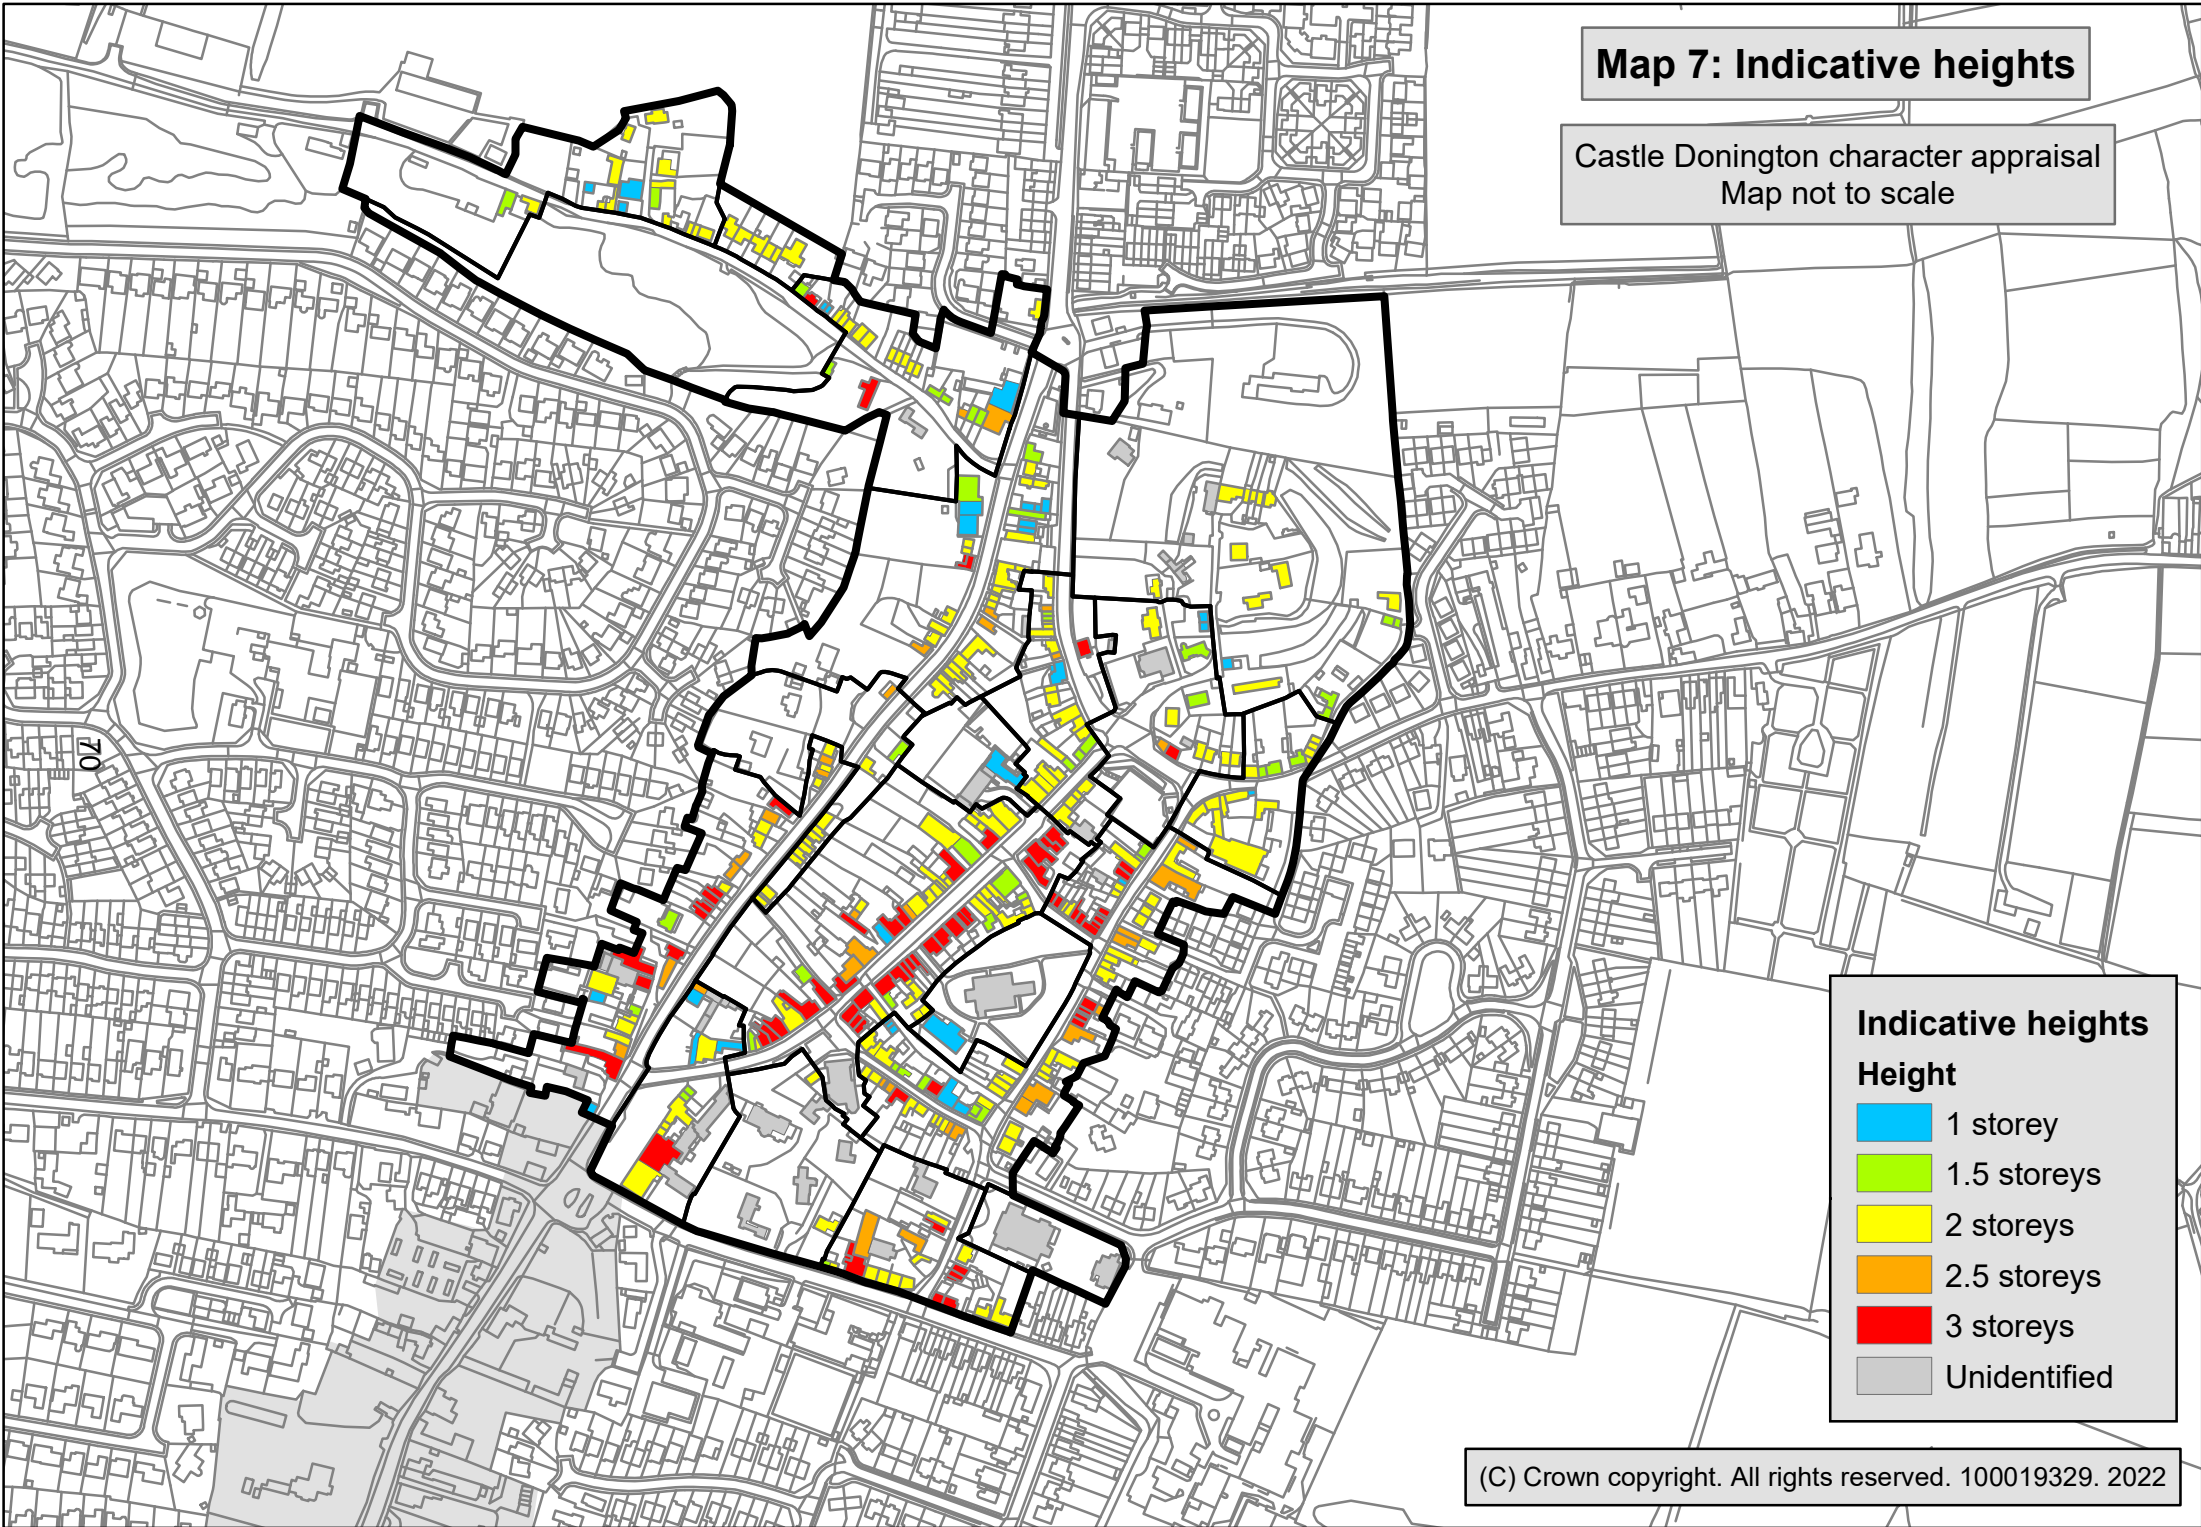 Map 7: Indicative heights
Castle Donington character appraisal
Map not to scale
70
Indicative heights
Height
1 storey
1.5 storeys
2 storeys
2.5 storeys
3 storeys
Unidentified
(C) Crown copyright. All rights reserved. 100019329. 2022